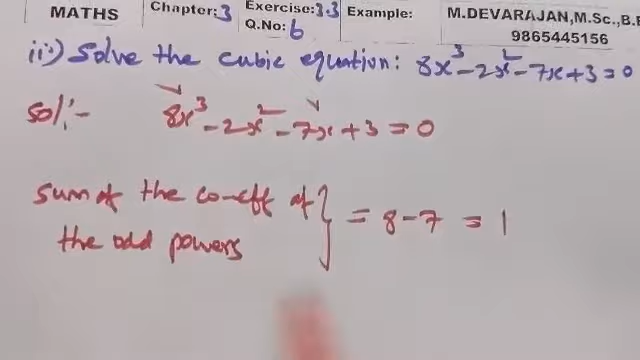 MATHS Chapter:3 Exercise:3.3 Q.No:6 Example: M.DEVARAJAN,M.Sc.,B.E
9865445156
ii) Solve the cubic equation: 8x³-2x²-7x+3=0
Sol:- 8x³-2x²-7x+3=0
Sum of the co-eff of
the odd powers } = 8-7 = 1